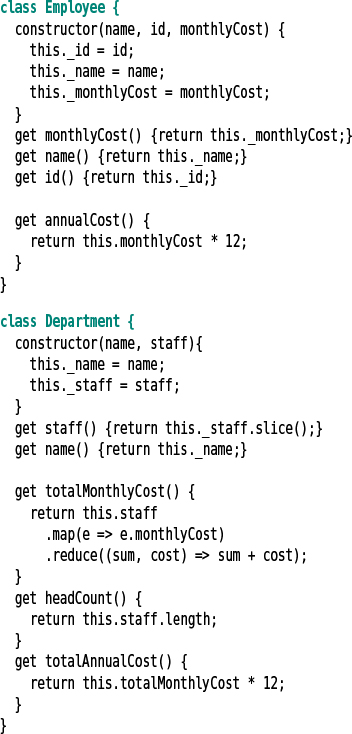 class Employee {
  constructor(name, id, monthlyCost) {
    this._id = id;
    this._name = name;
    this._monthlyCost = monthlyCost;
  }
  get monthlyCost() {return this._monthlyCost;}
  get name() {return this._name;}
  get id() {return this._id;}

  get annualCost() {
    return this.monthlyCost * 12;
  }
}

class Department {
  constructor(name, staff){
    this._name = name;
    this._staff = staff;
  }
  get staff() {return this._staff.slice();}
  get name() {return this._name;}

  get totalMonthlyCost() {
    return this.staff
      .map(e => e.monthlyCost)
      .reduce((sum, cost) => sum + cost);
  }
  get headCount() {
    return this.staff.length;
  }
  get totalAnnualCost() {
    return this.totalMonthlyCost * 12;
  }
}